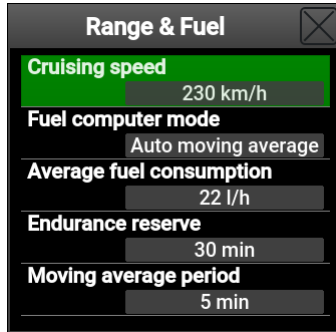 Range & Fuel
Cruising speed
230 km/h
Fuel computer mode
Auto moving average
Average fuel consumption
22 l/h
Endurance reserve
30 min
Moving average period
5 min